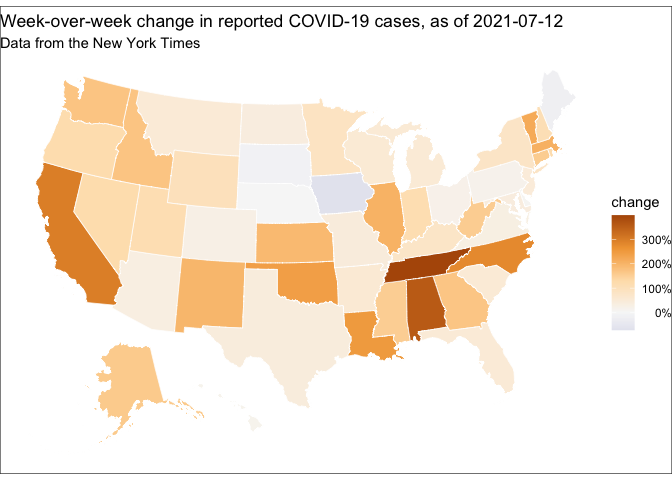 Week-over-week change in reported COVID-19 cases, as of 2021-07-12
Data from the New York Times
change
300%
200%
100%
0%